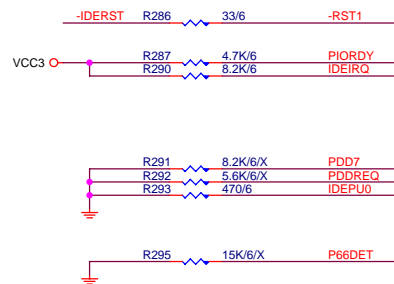 -IDERST R286 33/6 -RST1
VCC3 R287 4.7K/6 PIORDY
R290 8.2K/6 IDEIRQ
R291 8.2K/6/X PDD7
R292 5.6K/6/X PDDREQ
R293 470/6 IDEPU0
R295 15K/6/X P66DET